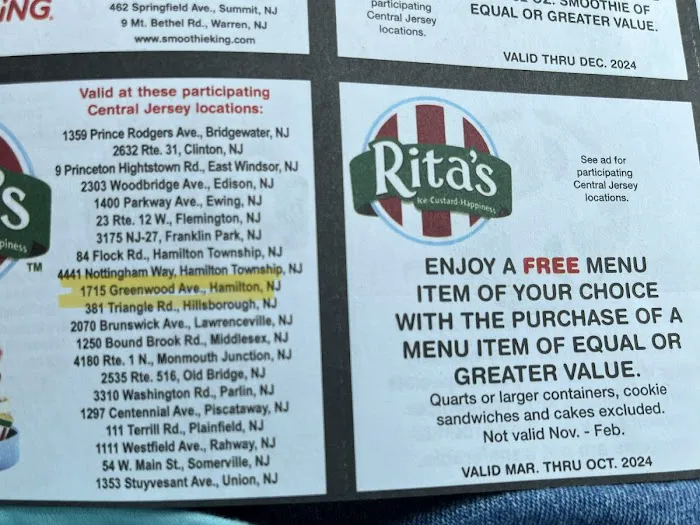 ING.
462 Springfield Ave., Summit, NJ
9 Mt. Bethel Rd., Warren, NJ
www.smoothieking.com
participating
Central Jersey
locations.
OZ. SMOOTHIE OF
EQUAL OR GREATER VALUE.
VALID THRU DEC. 2024
's
piness
TM
Valid at these participating
Central Jersey locations:
1359 Prince Rodgers Ave., Bridgewater, NJ
2632 Rte. 31, Clinton, NJ
9 Princeton Hightstown Rd., East Windsor, NJ
2303 Woodbridge Ave., Edison, NJ
1400 Parkway Ave., Ewing, NJ
23 Rte. 12 W., Flemington, NJ
3175 NJ-27, Franklin Park, NJ
84 Flock Rd., Hamilton Township, NJ
4441 Nottingham Way, Hamilton Township, NJ
1715 Greenwood Ave., Hamilton, NJ
381 Triangle Rd., Hillsborough, NJ
2070 Brunswick Ave., Lawrenceville, NJ
1250 Bound Brook Rd., Middlesex, NJ
4180 Rte. 1 N., Monmouth Junction, NJ
2535 Rte. 516, Old Bridge, NJ
3310 Washington Rd., Parlin, NJ
1297 Centennial Ave., Piscataway, NJ
111 Terrill Rd., Plainfield, NJ
1111 Westfield Ave., Rahway, NJ
54 W. Main St., Somerville, NJ
1353 Stuyvesant Ave., Union, NJ
Rita's
Ice • Custard • Happiness
See ad for
participating
Central Jersey
locations.
ENJOY A FREE MENU
ITEM OF YOUR CHOICE
WITH THE PURCHASE OF A
MENU ITEM OF EQUAL OR
GREATER VALUE.
Quarts or larger containers, cookie
sandwiches and cakes excluded.
Not valid Nov. - Feb.
VALID MAR. THRU OCT. 2024